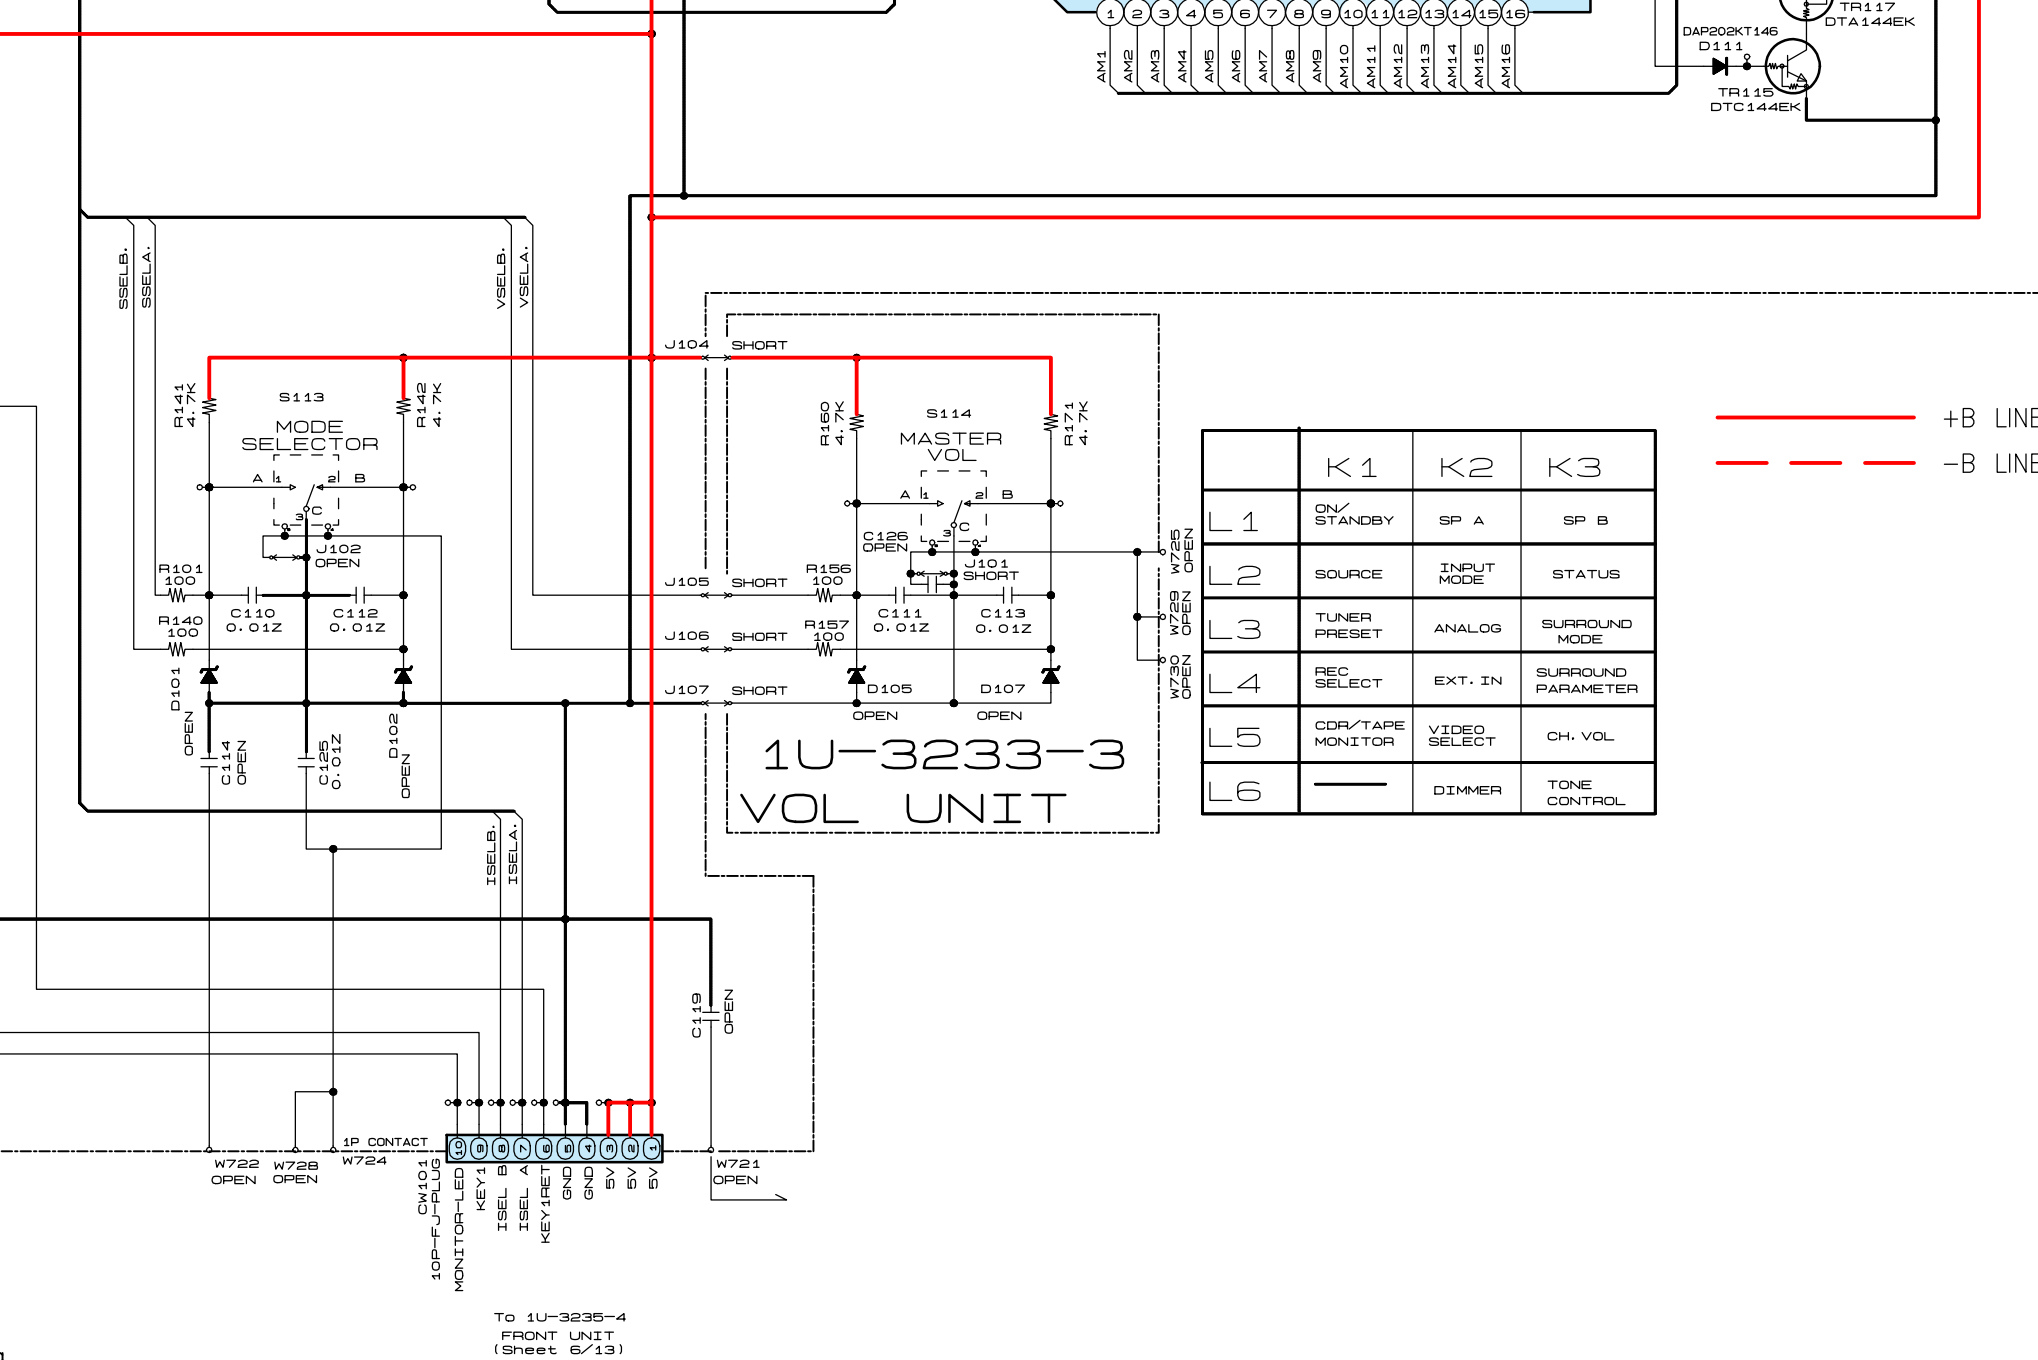 1 2 3 4 5 6 7 8 9 10 11 12 13 14 15 16
AM1 AM2 AM3 AM4 AM5 AM6 AM7 AM8 AM9 AM10 AM11 AM12 AM13 AM14 AM15 AM16
TR117
DTA144EK
DAP202KT146
D111
TR115
DTC144EK
SSELB.
SSELA.
VSELB.
VSELA.
J104 SHORT
R141
4.7K
S113
MODE
SELECTOR
R142
4.7K
A 1 2 B
3 C
J102
OPEN
R101
100
C110
0.01Z
C112
0.01Z
R140
100
D101
OPEN
D102
OPEN
C114
OPEN
C125
0.01Z
R160
4.7K
S114
MASTER
VOL
R171
4.7K
A 1 2 B
3 C
C126
OPEN
J101
SHORT
J105 SHORT
R156
100
C111
0.01Z
C113
0.01Z
J106 SHORT
R157
100
J107 SHORT
D105
OPEN
D107
OPEN
W725
OPEN
W729
OPEN
W730
OPEN
1U-3233-3
VOL UNIT
K1 K2 K3
L1 ON/STANDBY SP A SP B
L2 SOURCE INPUT MODE STATUS
L3 TUNER PRESET ANALOG SURROUND MODE
L4 REC SELECT EXT.IN SURROUND PARAMETER
L5 CDR/TAPE MONITOR VIDEO SELECT CH.VOL
L6 DIMMER TONE CONTROL
+B LINE
-B LINE
ISELB.
ISELA.
C119
OPEN
1P CONTACT
W722
OPEN
W728
OPEN
W724
W721
OPEN
10 9 8 7 6 5 4 3 2 1
CW101
10P-FJ-PLUG
MONITOR-LED
KEY1
ISEL B
ISEL A
KEY1RET
GND
GND
5V
5V
5V
To 1U-3235-4
FRONT UNIT
(Sheet 6/13)